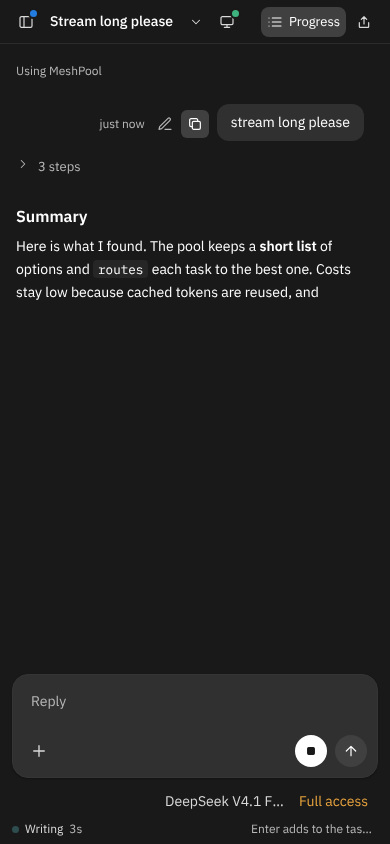 Stream long please
Progress
Using MeshPool
just now
stream long please
3 steps
Summary
Here is what I found. The pool keeps a short list of
options and routes each task to the best one. Costs
stay low because cached tokens are reused, and
Reply
DeepSeek V4.1 F...
Full access
Writing 3s
Enter adds to the tas...